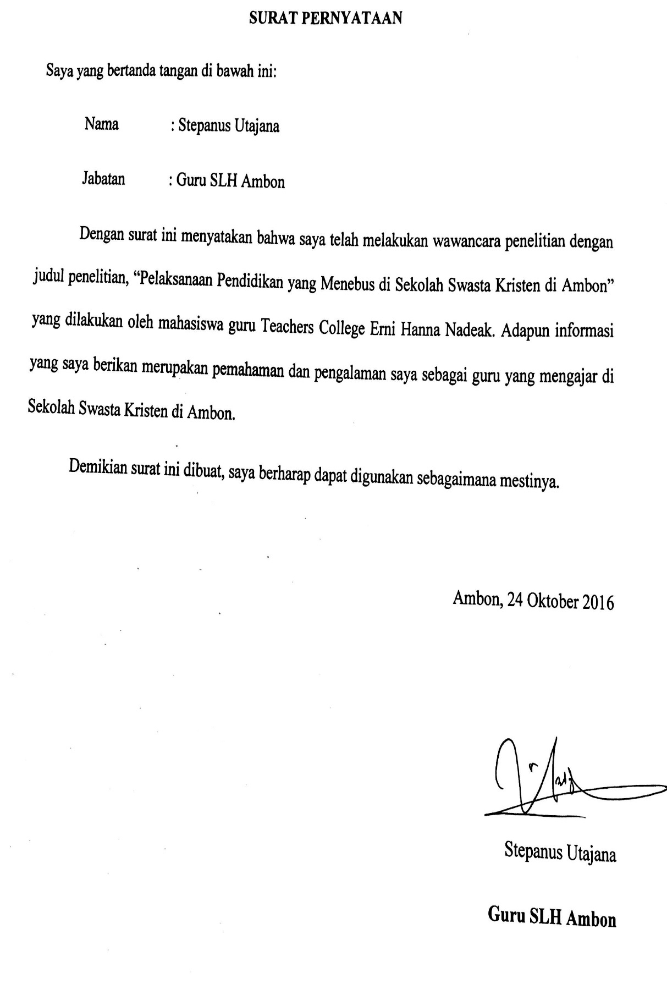 SURAT PERNYATAAN
Saya yang bertanda tangan di bawah ini:
Nama : Stepanus Utajana
Jabatan : Guru SLH Ambon
Dengan surat ini menyatakan bahwa saya telah melakukan wawancara penelitian dengan
judul penelitian, “Pelaksanaan Pendidikan yang Menebus di Sekolah Swasta Kristen di Ambon”
yang dilakukan oleh mahasiswa guru Teachers College Erni Hanna Nadeak. Adapun informasi
yang saya berikan merupakan pemahaman dan pengalaman saya sebagai guru yang mengajar di
Sekolah Swasta Kristen di Ambon.
Demikian surat ini dibuat, saya berharap dapat digunakan sebagaimana mestinya.
Ambon, 24 Oktober 2016
Stepanus Utajana
Guru SLH Ambon